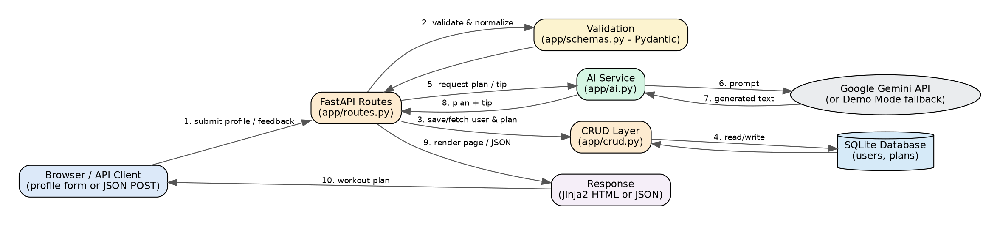 2. validate & normalize
Validation
(app/schemas.py - Pydantic)
AI Service
(app/ai.py)
5. request plan / tip
6. prompt
Google Gemini API
(or Demo Mode fallback)
7. generated text
FastAPI Routes
(app/routes.py)
8. plan + tip
1. submit profile / feedback
3. save/fetch user & plan
CRUD Layer
(app/crud.py)
4. read/write
SQLite Database
(users, plans)
9. render page / JSON
Browser / API Client
(profile form or JSON POST)
10. workout plan
Response
(Jinja2 HTML or JSON)